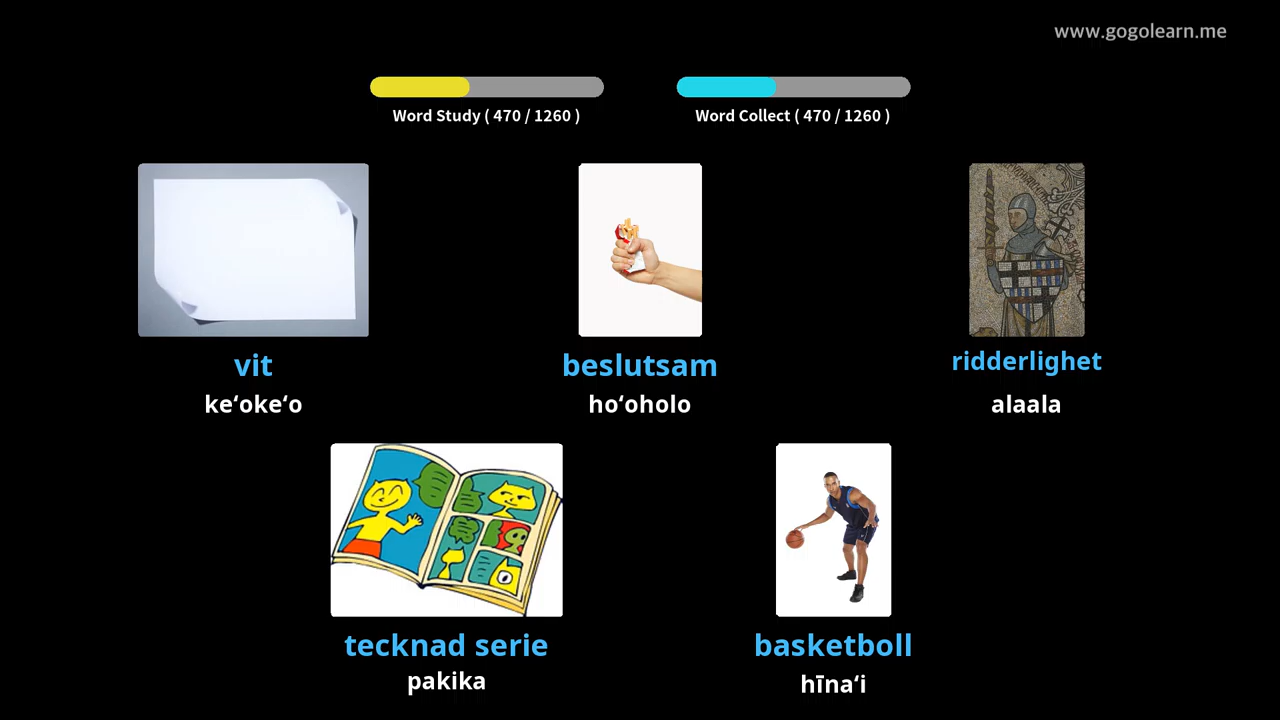 www.gogolearn.me
Word Study ( 470 / 1260 )
Word Collect ( 470 / 1260 )
vit
beslutsam
ridderlighet
keʻokeʻo
hoʻoholo
alaala
tecknad serie
basketboll
pakika
hīnaʻi